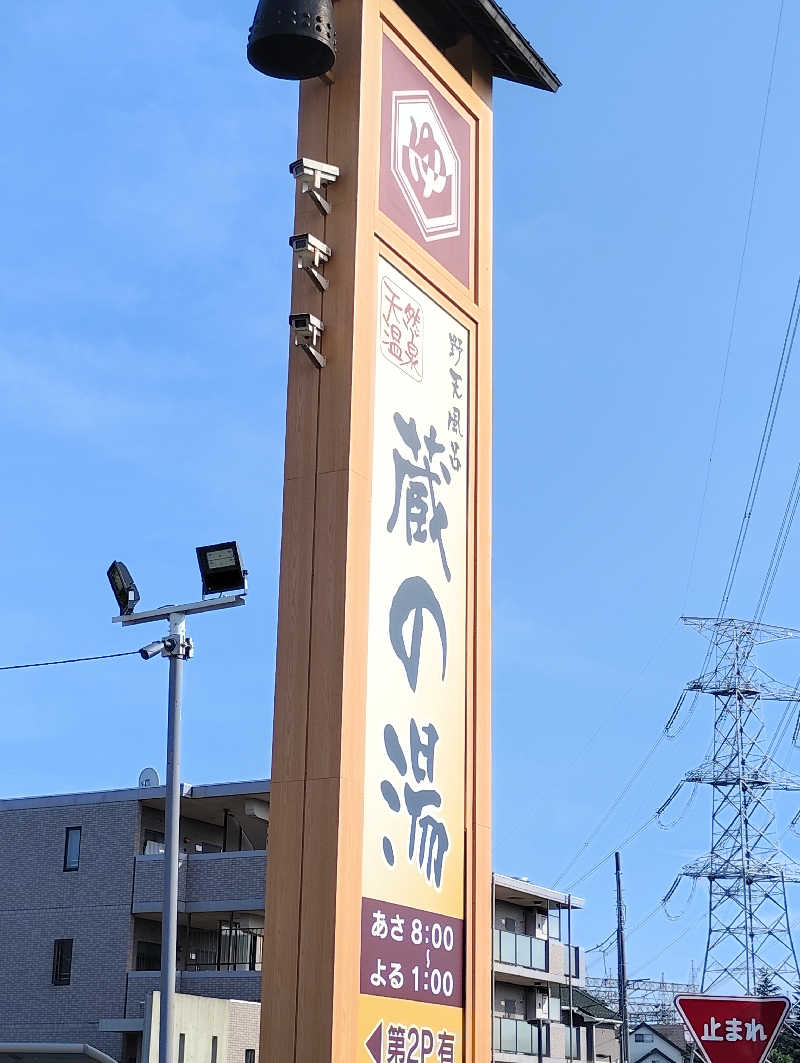 ゆ
天然
温泉
野天風呂
蔵の湯
あさ8:00
～
よる1:00
第2P有
止まれ